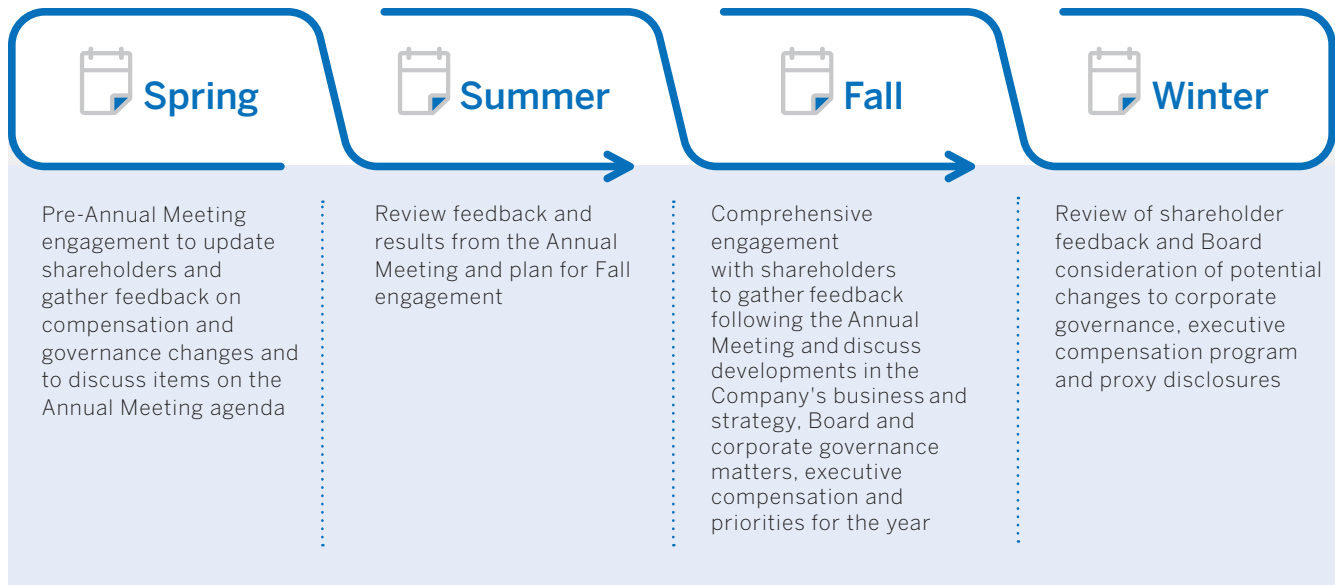 Spring
Pre-Annual Meeting
engagement to update
shareholders and
gather feedback on
compensation and
governance changes and
to discuss items on the
Annual Meeting agenda
Summer
Review feedback and
results from the Annual
Meeting and plan for Fall
engagement
Fall
Comprehensive
engagement
with shareholders
to gather feedback
following the Annual
Meeting and discuss
developments in the
Company's business and
strategy, Board and
corporate governance
matters, executive
compensation and
priorities for the year
Winter
Review of shareholder
feedback and Board
consideration of potential
changes to corporate
governance, executive
compensation program
and proxy disclosures